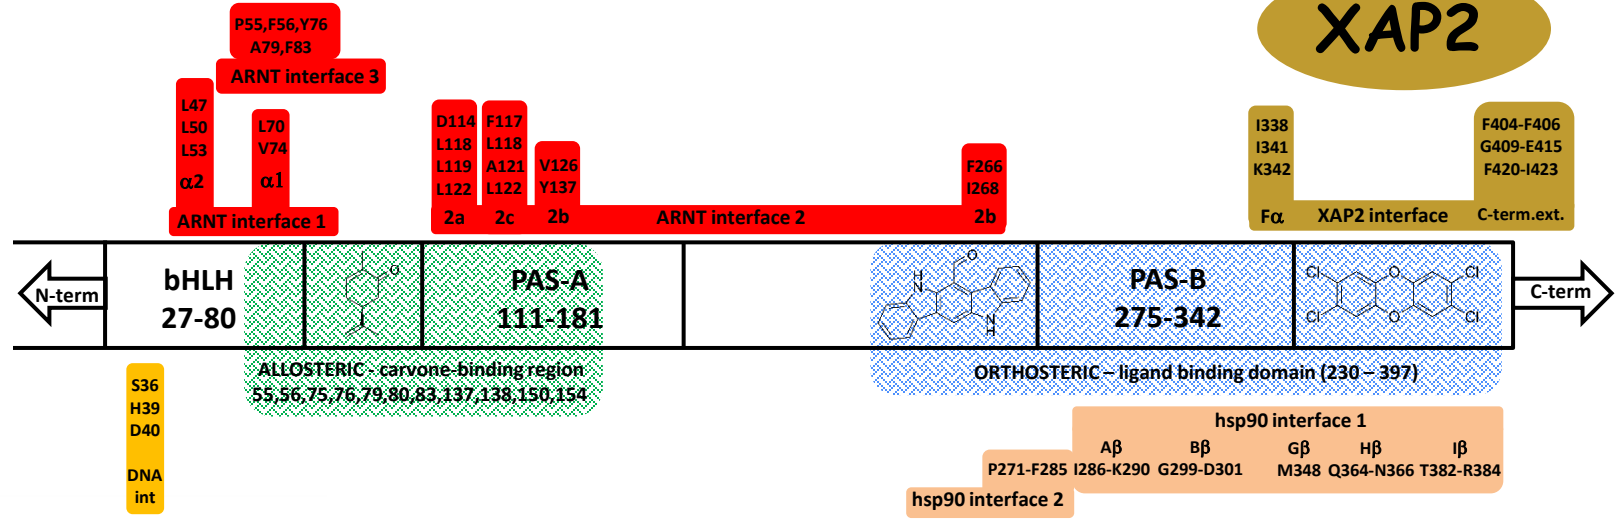 XAP2
P55,F56,Y76
A79,F83
ARNT interface 3
L47
L50
L53
α2
L70
V74
α1
ARNT interface 1
D114
L118
L119
L122
2a
F117
L118
A121
L122
2c
V126
Y137
2b
ARNT interface 2
F266
I268
2b
I338
I341
K342
Fα
XAP2 interface
F404-F406
G409-E415
F420-I423
C-term.ext.
N-term
bHLH
27-80
O
PAS-A
111-181
O
N
H
N
H
PAS-B
275-342
Cl
Cl
O
O
Cl
Cl
C-term
ALLOSTERIC - carvone-binding region
55,56,75,76,79,80,83,137,138,150,154
ORTHOSTERIC – ligand binding domain (230 – 397)
S36
H39
D40
DNA
int
hsp90 interface 1
Aβ
Bβ
Gβ
Hβ
Iβ
P271-F285
I286-K290
G299-D301
M348
Q364-N366
T382-R384
hsp90 interface 2